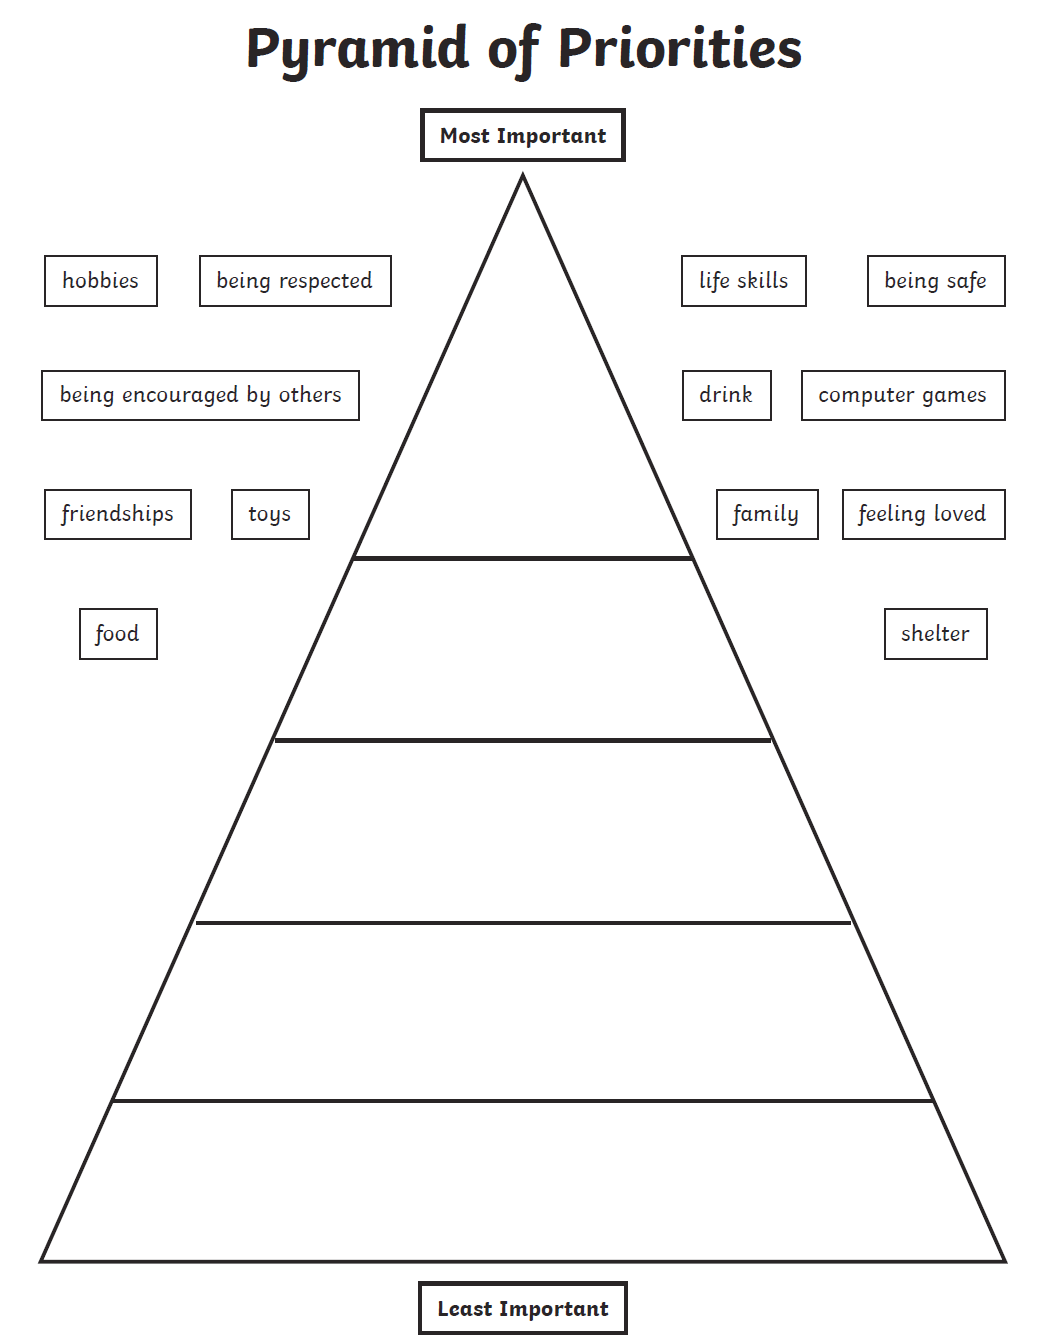 Pyramid of Priorities
Most Important
hobbies
being respected
life skills
being safe
being encouraged by others
drink
computer games
friendships
toys
family
feeling loved
food
shelter
Least Important